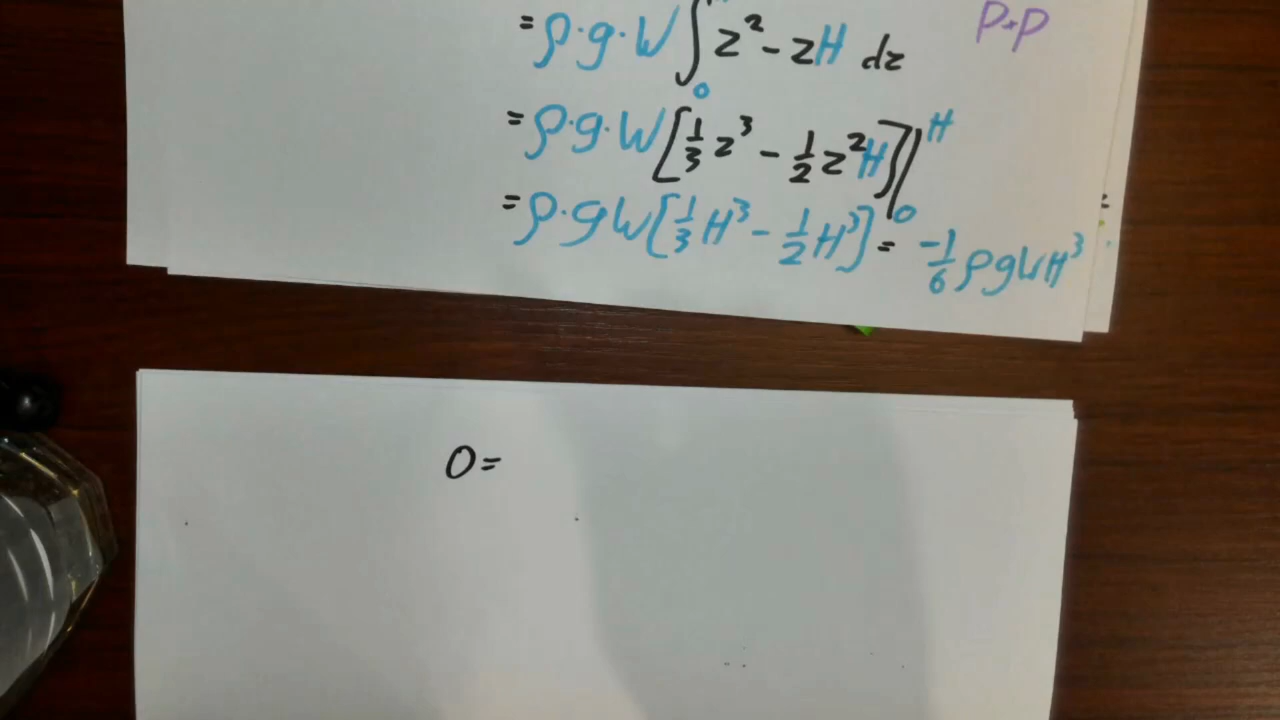 = ρ·g·W ∫₀ z² - zH dz
P+P
= ρ·g·W[⅓z³ - ½z²H]|₀ᴴ
= ρ·gW[⅓H³ - ½H³] = -⅙ρgWH³
0=